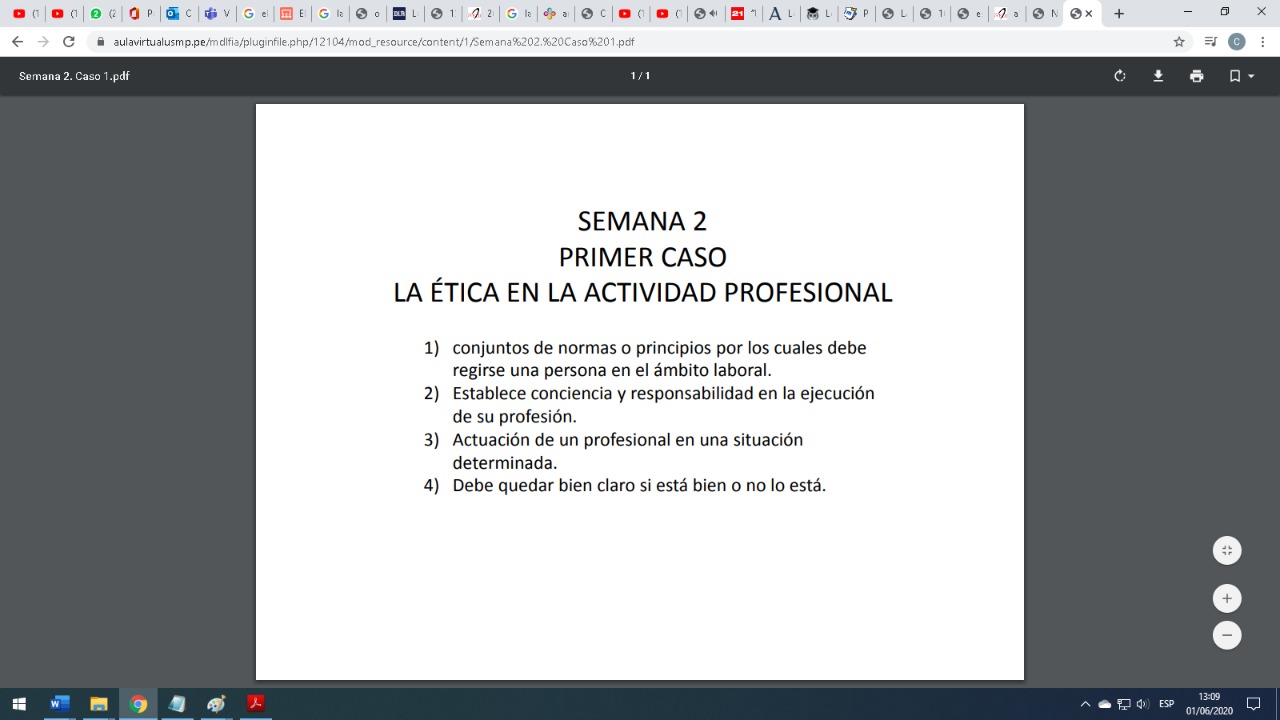 aulavirtualusmp.pe/mdlfia/pluginfile.php/12104/mod_resource/content/1/Semana%202.%20Caso%201.pdf
Semana 2. Caso 1.pdf
1 / 1
SEMANA 2
PRIMER CASO
LA ÉTICA EN LA ACTIVIDAD PROFESIONAL
1) conjuntos de normas o principios por los cuales debe
regirse una persona en el ámbito laboral.
2) Establece conciencia y responsabilidad en la ejecución
de su profesión.
3) Actuación de un profesional en una situación
determinada.
4) Debe quedar bien claro si está bien o no lo está.
ESP
13:09
01/06/2020